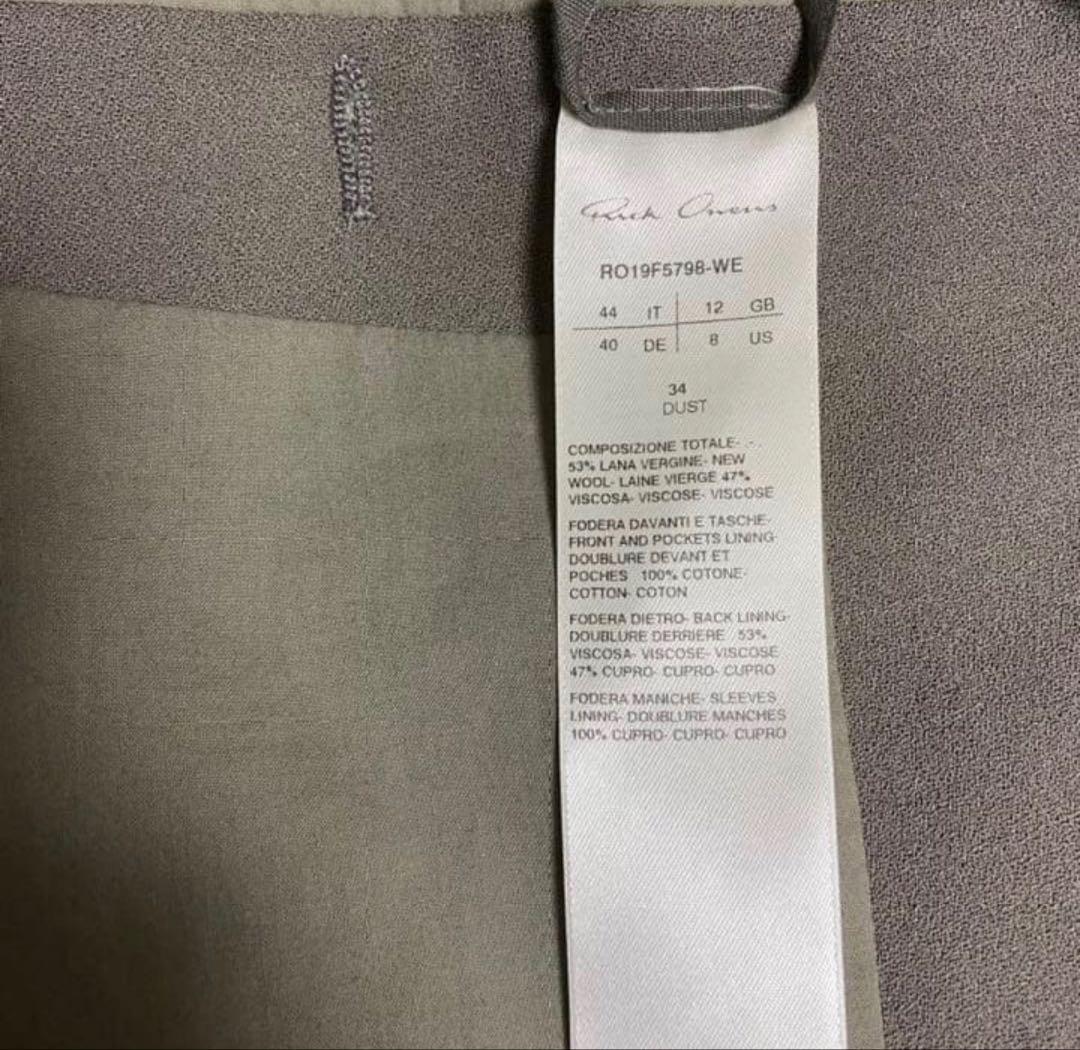 Rick Owens
RO19F5798-WE
44 IT 12 GB
40 DE 8 US
34
DUST
COMPOSIZIONE TOTALE- -
53% LANA VERGINE- NEW
WOOL- LAINE VIERGE 47%
VISCOSA- VISCOSE- VISCOSE
FODERA DAVANTI E TASCHE-
FRONT AND POCKETS LINING-
DOUBLURE DEVANT ET
POCHES 100% COTONE-
COTTON- COTON
FODERA DIETRO- BACK LINING-
DOUBLURE DERRIERE 53%
VISCOSA- VISCOSE- VISCOSE
47% CUPRO- CUPRO- CUPRO
FODERA MANICHE- SLEEVES
LINING- DOUBLURE MANCHES
100% CUPRO- CUPRO- CUPRO